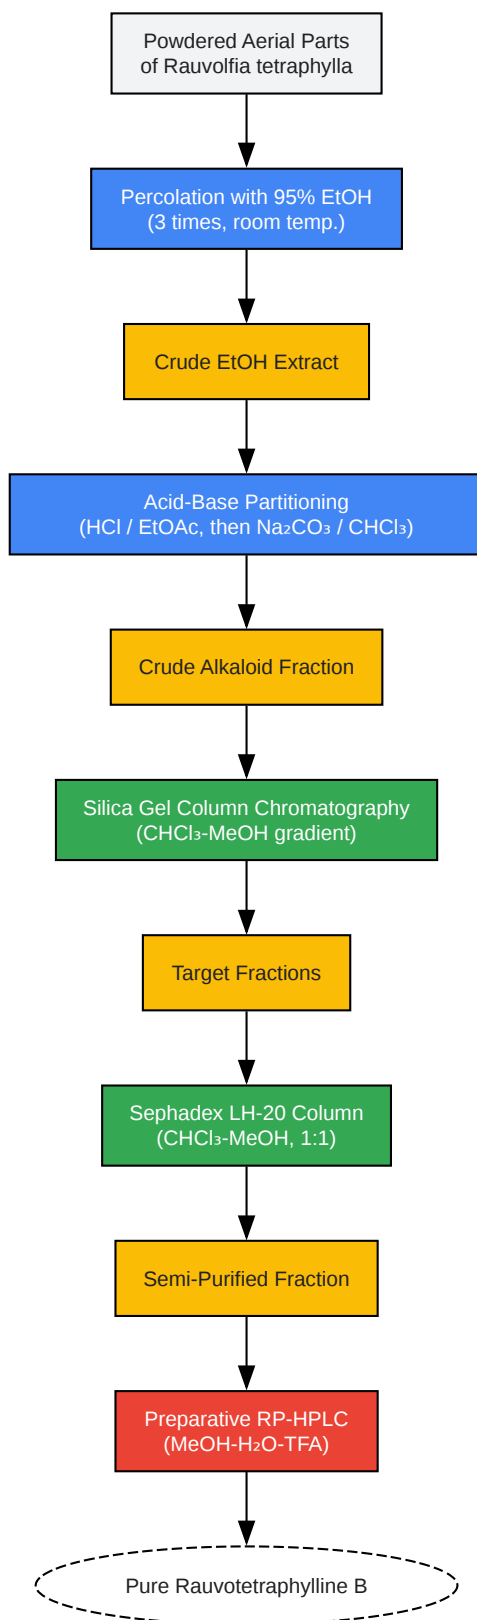 Powdered Aerial Parts
of Rauvolfia tetraphylla
Percolation with 95% EtOH
(3 times, room temp.)
Crude EtOH Extract
Acid-Base Partitioning
(HCl / EtOAc, then Na₂CO₃ / CHCl₃)
Crude Alkaloid Fraction
Silica Gel Column Chromatography
(CHCl₃-MeOH gradient)
Target Fractions
Sephadex LH-20 Column
(CHCl₃-MeOH, 1:1)
Semi-Purified Fraction
Preparative RP-HPLC
(MeOH-H₂O-TFA)
Pure Rauvotetraphylline B